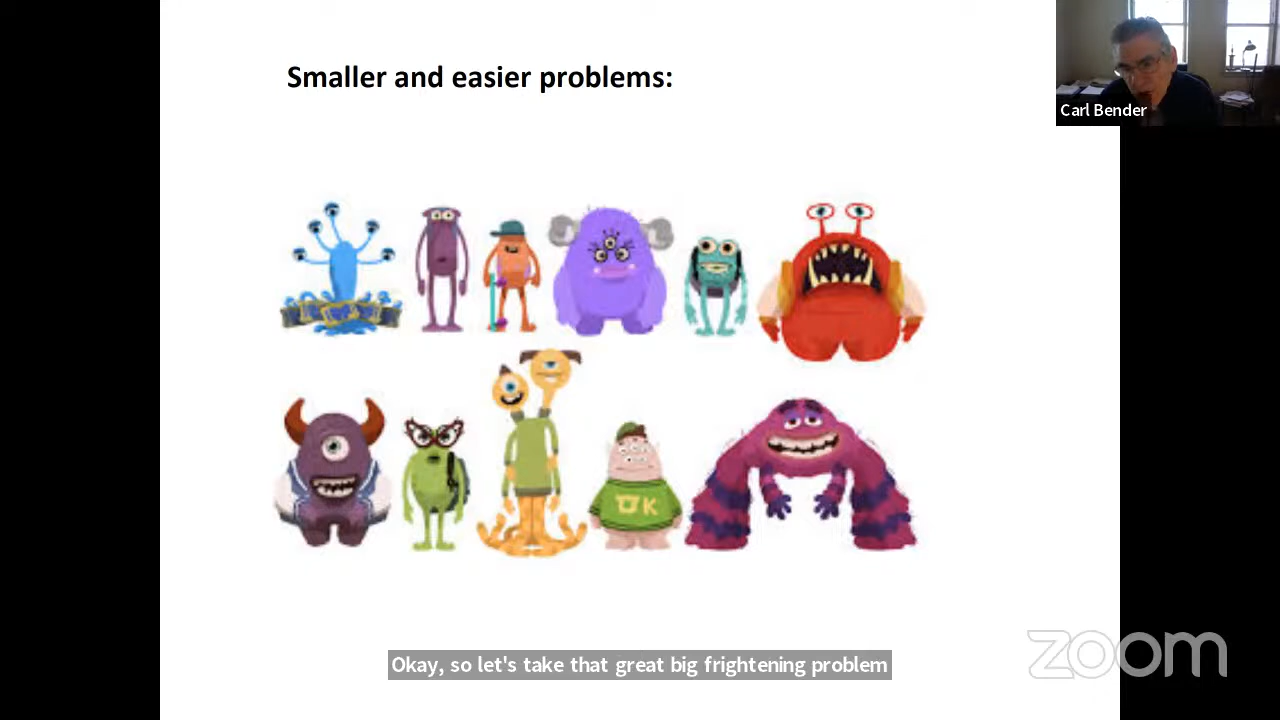 Smaller and easier problems:
Carl Bender
OK
Okay, so let's take that great big frightening problem
zoom